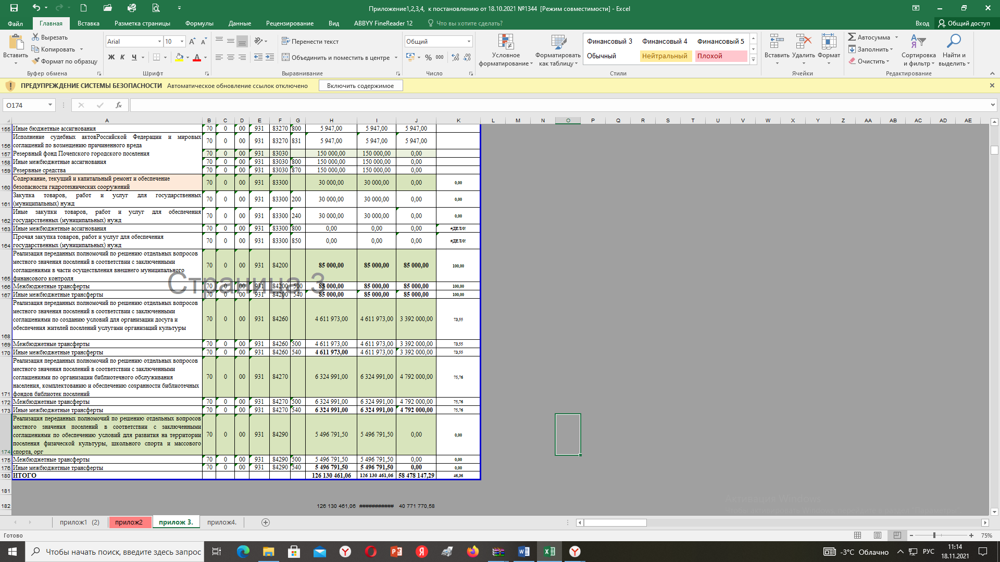 Приложение1,2,3,4, к постановлению от 18.10.2021 №1344 [Режим совместимости] - Excel
Файл Главная Вставка Разметка страницы Формулы Данные Рецензирование Вид ABBYY FineReader 12 Что вы хотите сделать? Вход Общий доступ
Вставить
Вырезать
Копировать
Формат по образцу
Буфер обмена
Arial 10
Ж К Ч
Шрифт
Перенести текст
Объединить и поместить в центре
Выравнивание
Общий
% 000
Число
Условное форматирование
Форматировать как таблицу
Финансовый 3 Финансовый 4 Финансовый 5
Обычный Нейтральный Плохой
Стили
Вставить Удалить Формат
Ячейки
Автосумма
Заполнить
Очистить
Сортировка и фильтр
Найти и выделить
Редактирование
ПРЕДУПРЕЖДЕНИЕ СИСТЕМЫ БЕЗОПАСНОСТИ Автоматическое обновление ссылок отключено Включить содержимое
O174 fx
A B C D E F G H I J K L M N O P Q R S T U V W X Y Z AA AB AC AD AE
155 Иные бюджетные ассигнования 70 0 00 931 83270 800 5 947,00 5 947,00 5 947,00
Исполнение судебных актовРоссийской Федерации и мировых
156 соглашений по возмещению причиненного вреда 70 0 00 931 83270 831 5 947,00 5 947,00 5 947,00
157 Резервный фонд Почепского городского поселения 70 0 00 931 83030 150 000,00 150 000,00 0,00
158 Иные межбюджетные ассигнования 70 0 00 931 83030 800 150 000,00 150 000,00 0,00
159 Резервные средства 70 0 00 931 83030 870 150 000,00 150 000,00 0,00
Содержание, текущий и капитальный ремонт и обеспечение
160 безопасности гидротехнических сооружений 70 0 00 931 83300 30 000,00 30 000,00 0,00 0,00
Закупка товаров, работ и услуг для государственных
161 (муниципальных) нужд 70 0 00 931 83300 200 30 000,00 30 000,00 0,00 0,00
Иные закупки товаров, работ и услуг для обеспечения
162 государственных (муниципальных) нужд 70 0 00 931 83300 240 30 000,00 30 000,00 0,00 0,00
163 Иные межбюджетные ассигнования 70 0 00 931 83300 800 0,00 0,00 0,00 #ДЕЛ/0!
Прочая закупка товаров, работ и услуг для обеспечения
164 государственных (муниципальных) нужд 70 0 00 931 83300 850 0,00 0,00 0,00 #ДЕЛ/0!
Реализация переданных полномочий по решению отдельных вопросов
местного значения поселений в соответствии с заключенными
соглашениями в части осуществления внешнего муниципального
165 финансового контроля 70 0 00 931 84200 85 000,00 85 000,00 85 000,00 100,00
Страница 3
166 Межбюджетные трансферты 70 0 00 931 84200 500 85 000,00 85 000,00 85 000,00 100,00
167 Иные межбюджетные трансферты 70 0 00 931 84200 540 85 000,00 85 000,00 85 000,00 100,00
Реализация переданных полномочий по решению отдельных вопросов
местного значения поселений в соответствии с заключенными
соглашениями по созданию условий для организации досуга и
обеспечения жителей поселений услугами организаций культуры
168 70 0 00 931 84260 4 611 973,00 4 611 973,00 3 392 000,00 73,55
169 Межбюджетные трансферты 70 0 00 931 84260 500 4 611 973,00 4 611 973,00 3 392 000,00 73,55
170 Иные межбюджетные трансферты 70 0 00 931 84260 540 4 611 973,00 4 611 973,00 3 392 000,00 73,55
Реализация переданных полномочий по решению отдельных вопросов
местного значения поселений в соответствии с заключенными
соглашениями по организации библиотечного обслуживания
населения, комплектованию и обеспечению сохранности библиотечных
171 фондов библиотек поселений 70 0 00 931 84270 6 324 991,00 6 324 991,00 4 792 000,00 75,76
172 Межбюджетные трансферты 70 0 00 931 84270 500 6 324 991,00 6 324 991,00 4 792 000,00 75,76
173 Иные межбюджетные трансферты 70 0 00 931 84270 540 6 324 991,00 6 324 991,00 4 792 000,00 75,76
Реализация переданных полномочий по решению отдельных вопросов
местного значения поселений в соответствии с заключенными
соглашениями по обеспечению условий для развития на территории
поселения физической культуры, школьного спорта и массового
174 спорта, орг 70 0 00 931 84290 5 496 791,50 5 496 791,50 0,00 0,00
175 Межбюджетные трансферты 70 0 00 931 84290 500 5 496 791,50 5 496 791,50 0,00 0,00
176 Иные межбюджетные трансферты 70 0 00 931 84290 540 5 496 791,50 5 496 791,50 0,00 0,00
180 ИТОГО 126 130 461,06 126 130 461,06 58 478 147,29 46,36
181
182 126 130 461,06 ########### 40 771 770,58
Активация Windows
прилож1 (2) прилож2 прилож 3. прилож4.
Готово 75%
Чтобы начать поиск, введите здесь запрос -3°C Облачно РУС 11:14
18.11.2021